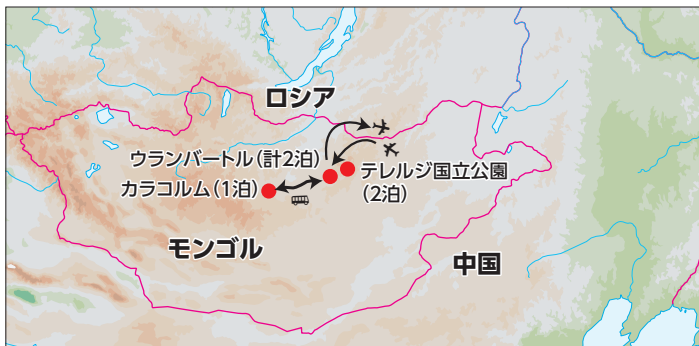 ロシア
ウランバートル(計2泊)
カラコルム(1泊)
テレルジ国立公園
(2泊)
モンゴル
中国